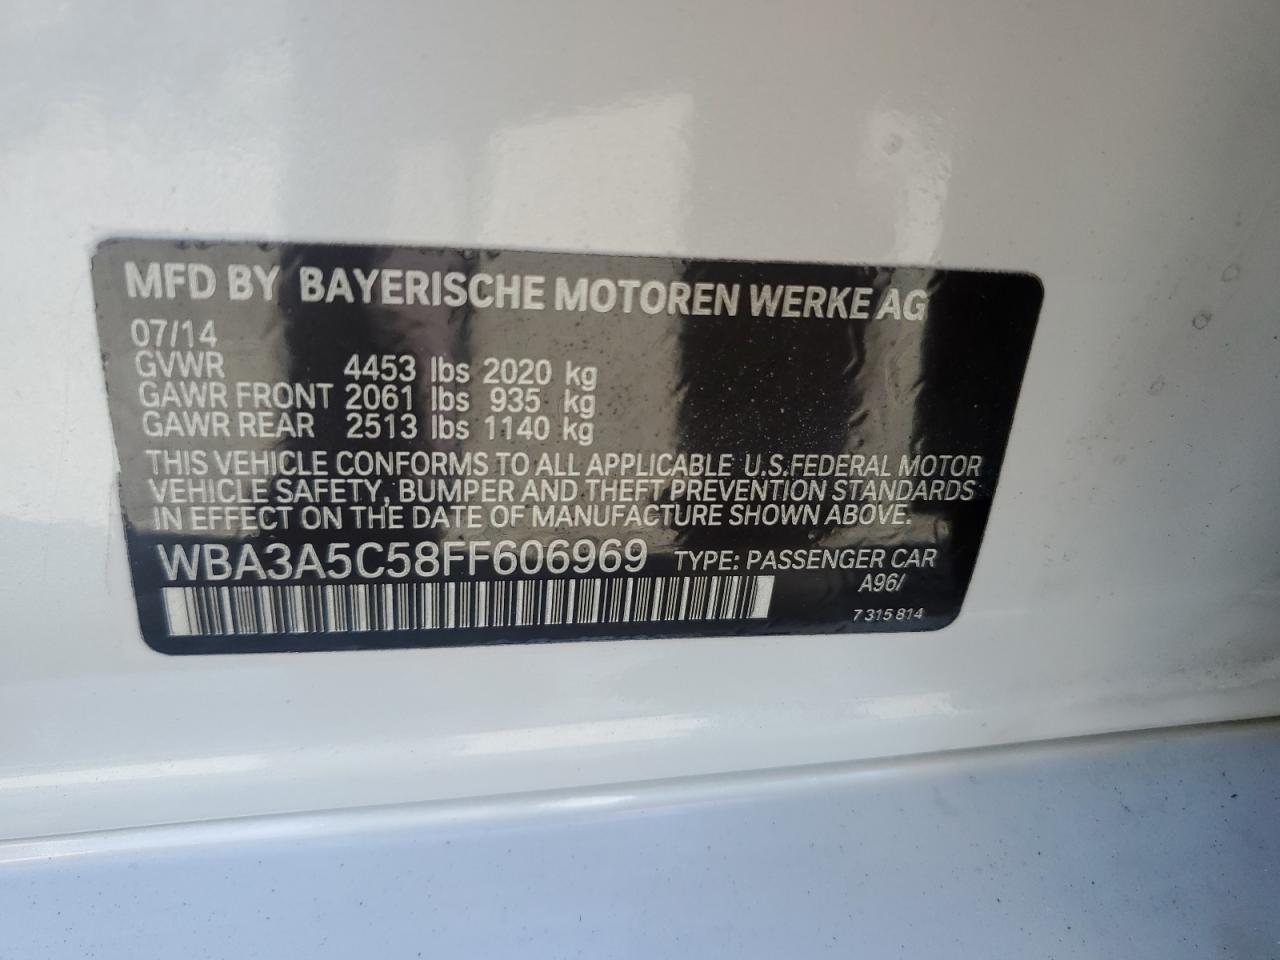 MFD BY BAYERISCHE MOTOREN WERKE AG
07/14
GVWR 4453 lbs 2020 kg
GAWR FRONT 2061 lbs 935 kg
GAWR REAR 2513 lbs 1140 kg
THIS VEHICLE CONFORMS TO ALL APPLICABLE U.S.FEDERAL MOTOR
VEHICLE SAFETY, BUMPER AND THEFT PREVENTION STANDARDS
IN EFFECT ON THE DATE OF MANUFACTURE SHOWN ABOVE.
WBA3A5C58FF606969 TYPE: PASSENGER CAR
A96/
7 315 814